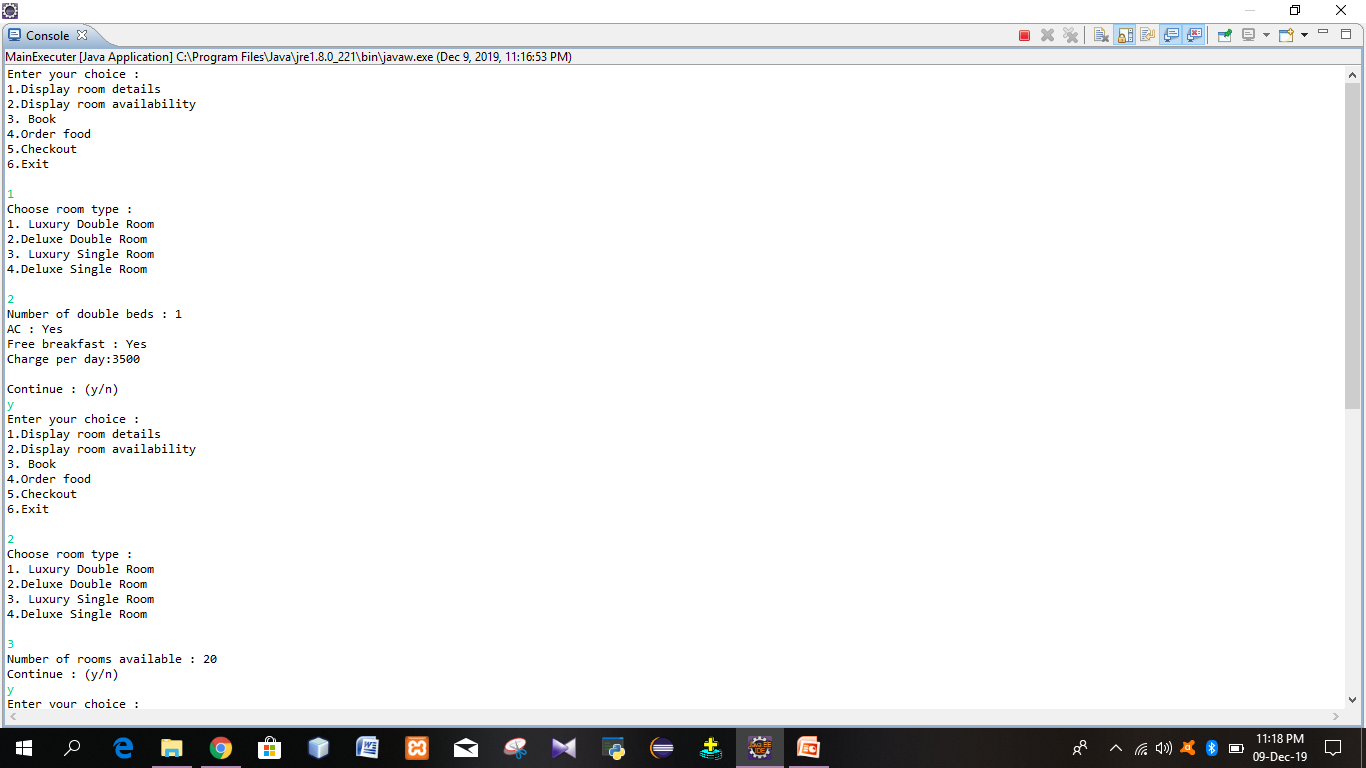 Console
MainExecuter [Java Application] C:\Program Files\Java\jre1.8.0_221\bin\javaw.exe (Dec 9, 2019, 11:16:53 PM)
Enter your choice :
1.Display room details
2.Display room availability
3. Book
4.Order food
5.Checkout
6.Exit
1
Choose room type :
1. Luxury Double Room
2.Deluxe Double Room
3. Luxury Single Room
4.Deluxe Single Room
2
Number of double beds : 1
AC : Yes
Free breakfast : Yes
Charge per day:3500
Continue : (y/n)
y
Enter your choice :
1.Display room details
2.Display room availability
3. Book
4.Order food
5.Checkout
6.Exit
2
Choose room type :
1. Luxury Double Room
2.Deluxe Double Room
3. Luxury Single Room
4.Deluxe Single Room
3
Number of rooms available : 20
Continue : (y/n)
y
Enter your choice :
11:18 PM
09-Dec-19